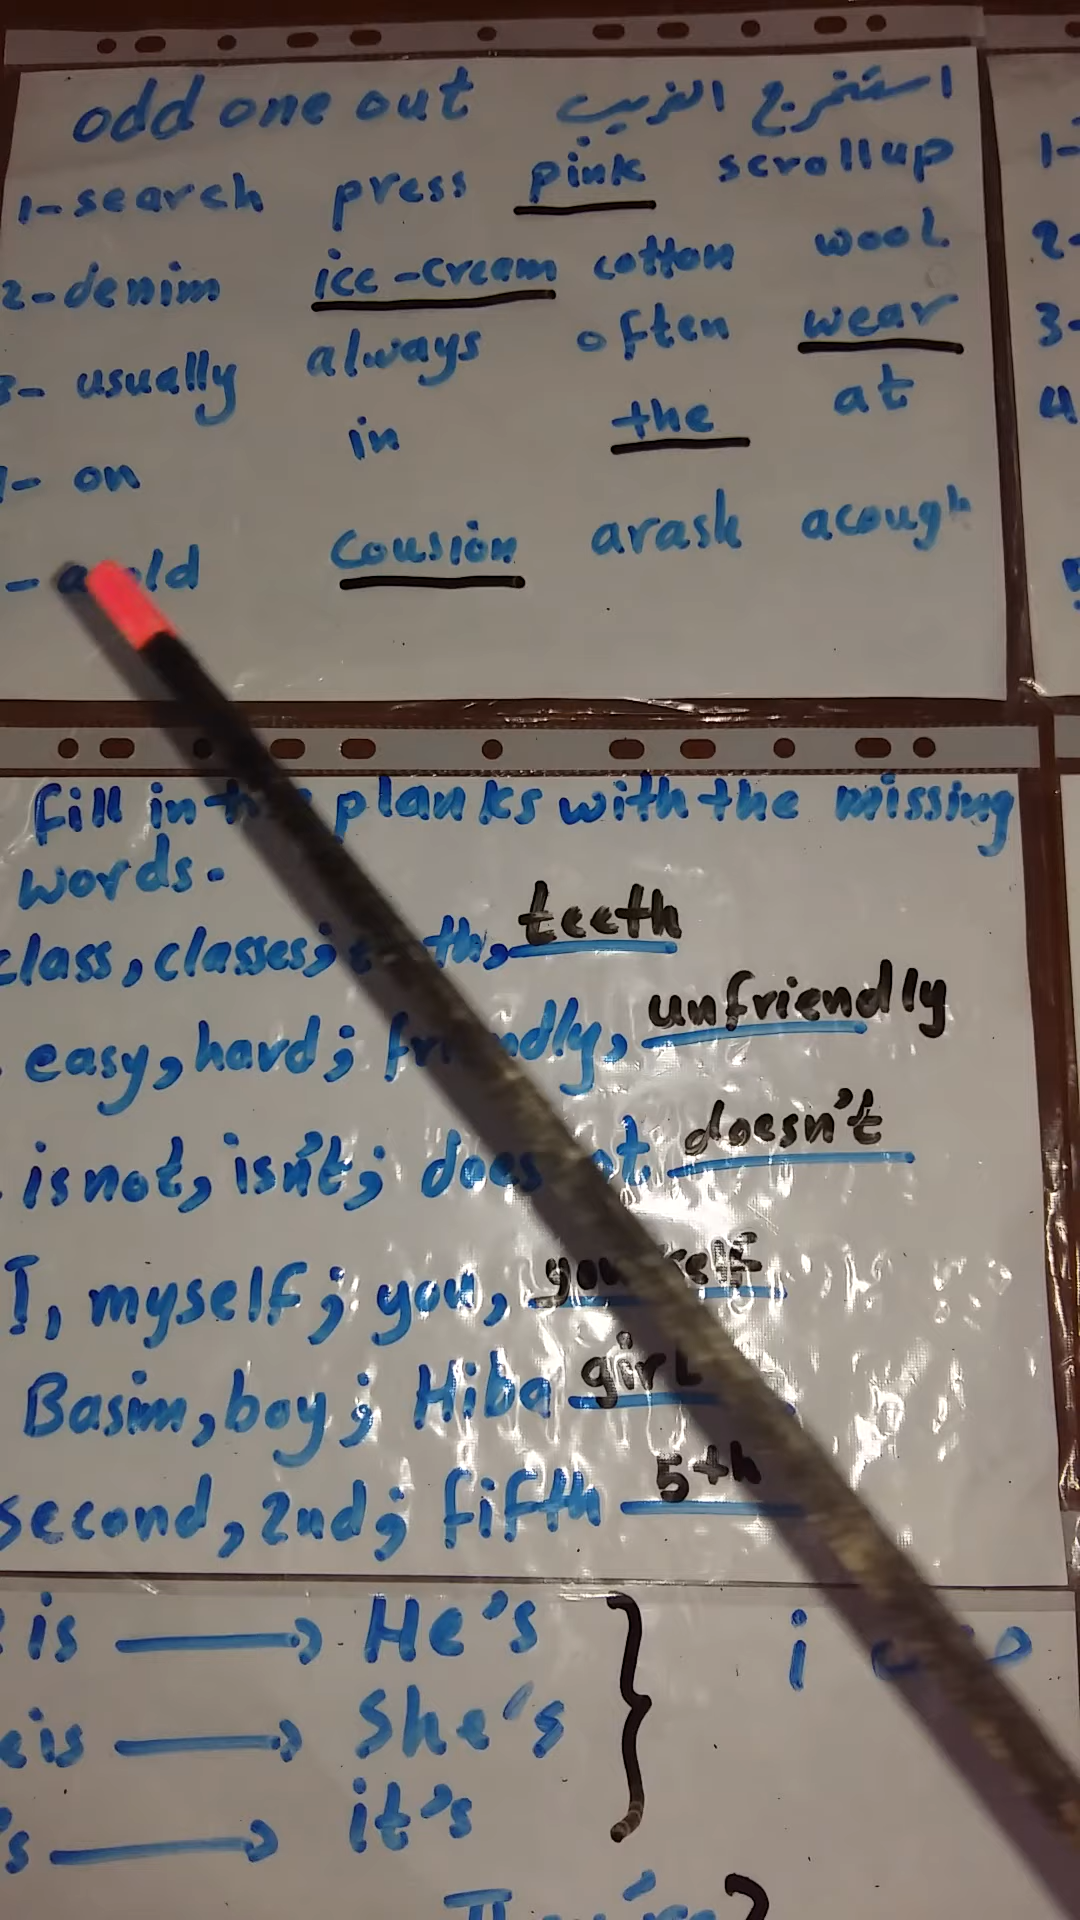 odd one out استخرج الغريب
1- search press pink scroll up
2- denim ice-cream cotton wool
3- usually always often wear
- on in the at
- cousion arash acough
fill in planks with the missing
words.
class, classes; teeth
easy, hard; unfriendly
is not, isn't; doesn't
I, myself; you,
Basim, boy; Hiba girl
second, 2nd; fifth 5th
is → He's
is → She's
's → it's